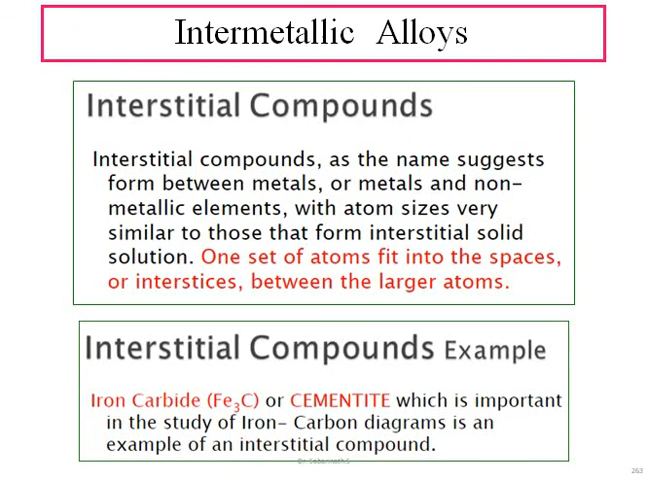 Intermetallic Alloys
Interstitial Compounds
Interstitial compounds, as the name suggests
form between metals, or metals and non-
metallic elements, with atom sizes very
similar to those that form interstitial solid
solution. One set of atoms fit into the spaces,
or interstices, between the larger atoms.
Interstitial Compounds Example
Iron Carbide (Fe₃C) or CEMENTITE which is important
in the study of Iron- Carbon diagrams is an
example of an interstitial compound.
263